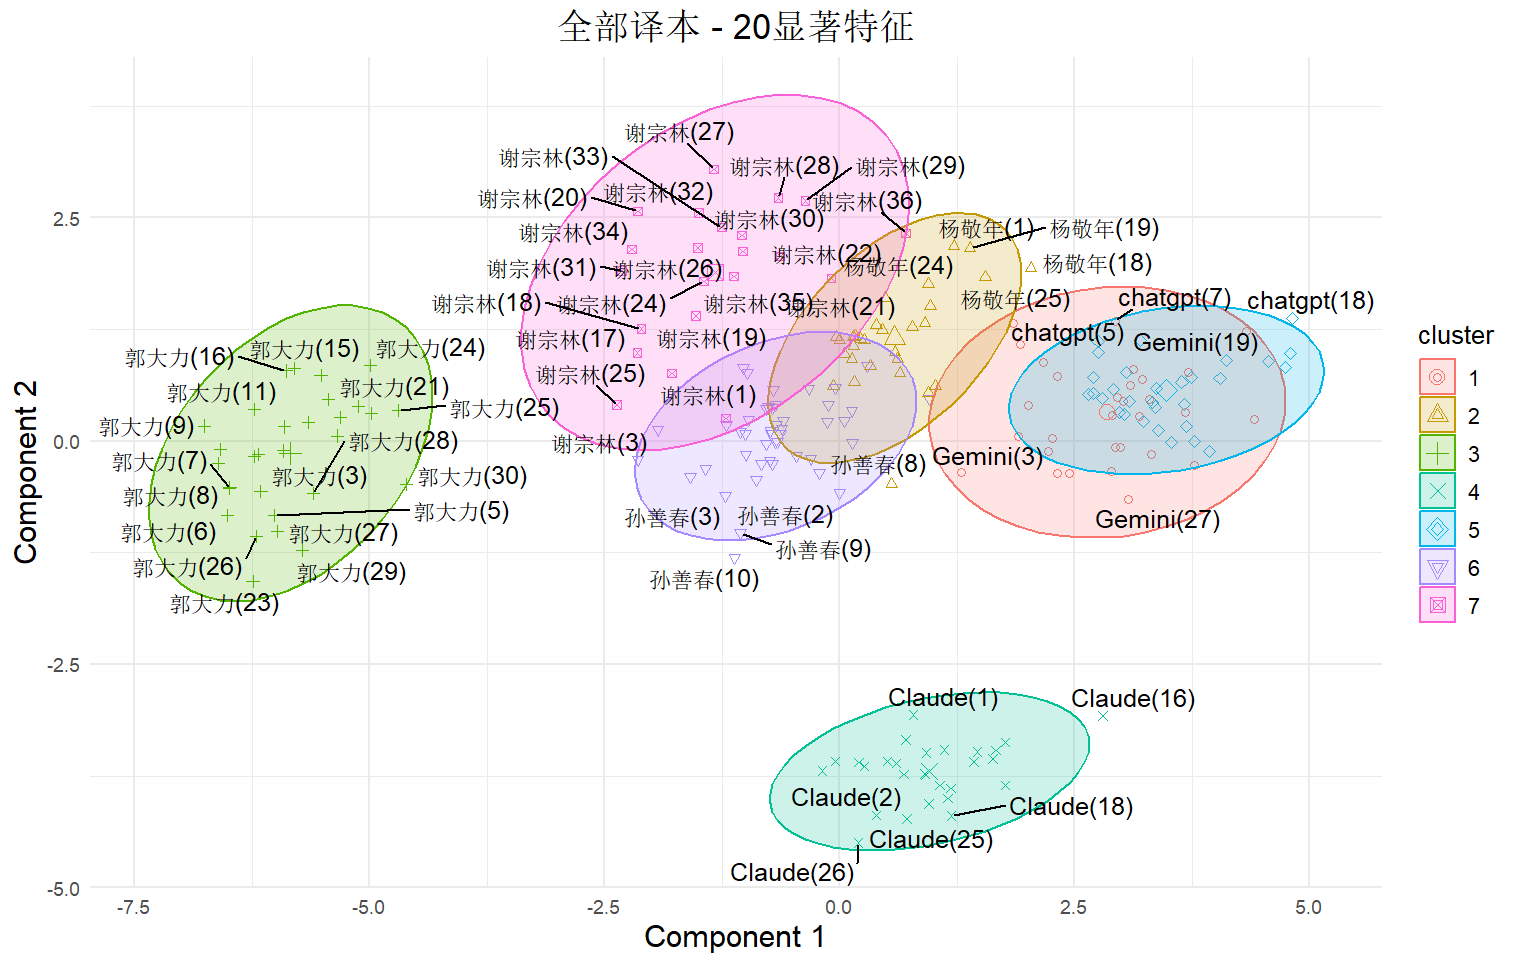 全部译本 - 20显著特征
谢宗林(27)
谢宗林(33)
谢宗林(28)
谢宗林(29)
谢宗林(20)
谢宗林(32)
谢宗林(36)
谢宗林(30)
谢宗林(34)
杨敬年(1)
杨敬年(19)
谢宗林(22)
谢宗林(31)
谢宗林(26)
杨敬年(24)
杨敬年(18)
谢宗林(18)
谢宗林(24)
谢宗林(35)
谢宗林(21)
杨敬年(25)
chatgpt(7)
chatgpt(18)
谢宗林(17)
谢宗林(19)
chatgpt(5)
Gemini(19)
郭大力(16)
郭大力(15)
郭大力(24)
谢宗林(25)
郭大力(11)
郭大力(21)
谢宗林(1)
郭大力(25)
郭大力(9)
郭大力(28)
谢宗林(3)
郭大力(7)
郭大力(3)
郭大力(30)
孙善春(8)
Gemini(3)
郭大力(8)
郭大力(5)
孙善春(3)
孙善春(2)
Gemini(27)
郭大力(6)
郭大力(27)
孙善春(9)
郭大力(26)
郭大力(29)
孙善春(10)
郭大力(23)
Claude(1)
Claude(16)
Claude(2)
Claude(18)
Claude(25)
Claude(26)
2.5
0.0
-2.5
-5.0
Component 2
-7.5
-5.0
-2.5
0.0
2.5
5.0
Component 1
cluster
1
2
3
4
5
6
7